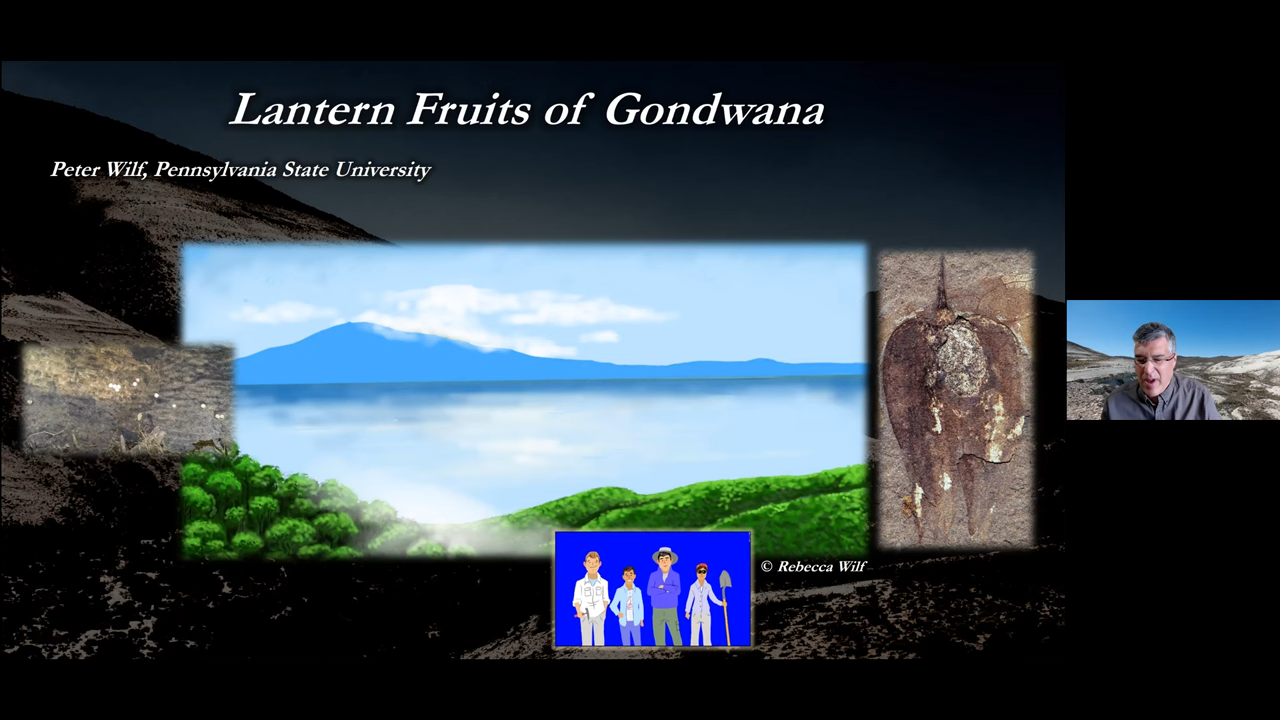 Lantern Fruits of Gondwana
Peter Wilf, Pennsylvania State University
© Rebecca Wilf